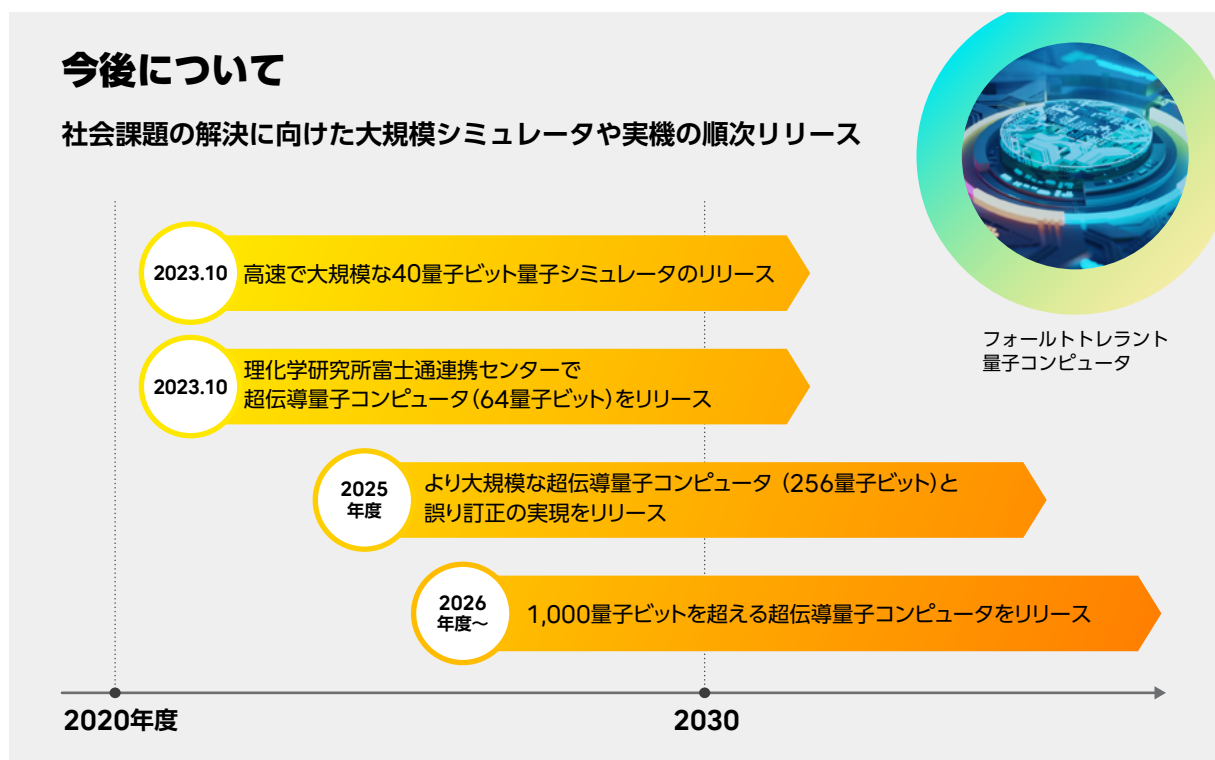 今後について
社会課題の解決に向けた大規模シミュレータや実機の順次リリース
フォールトトレラント
量子コンピュータ
2023.10 高速で大規模な40量子ビット量子シミュレータのリリース
2023.10
理化学研究所富士通連携センターで
超伝導量子コンピュータ(64量子ビット)をリリース
2025
年度
より大規模な超伝導量子コンピュータ (256量子ビット)と
誤り訂正の実現をリリース
2026
年度~
1,000量子ビットを超える超伝導量子コンピュータをリリース
2020年度
2030